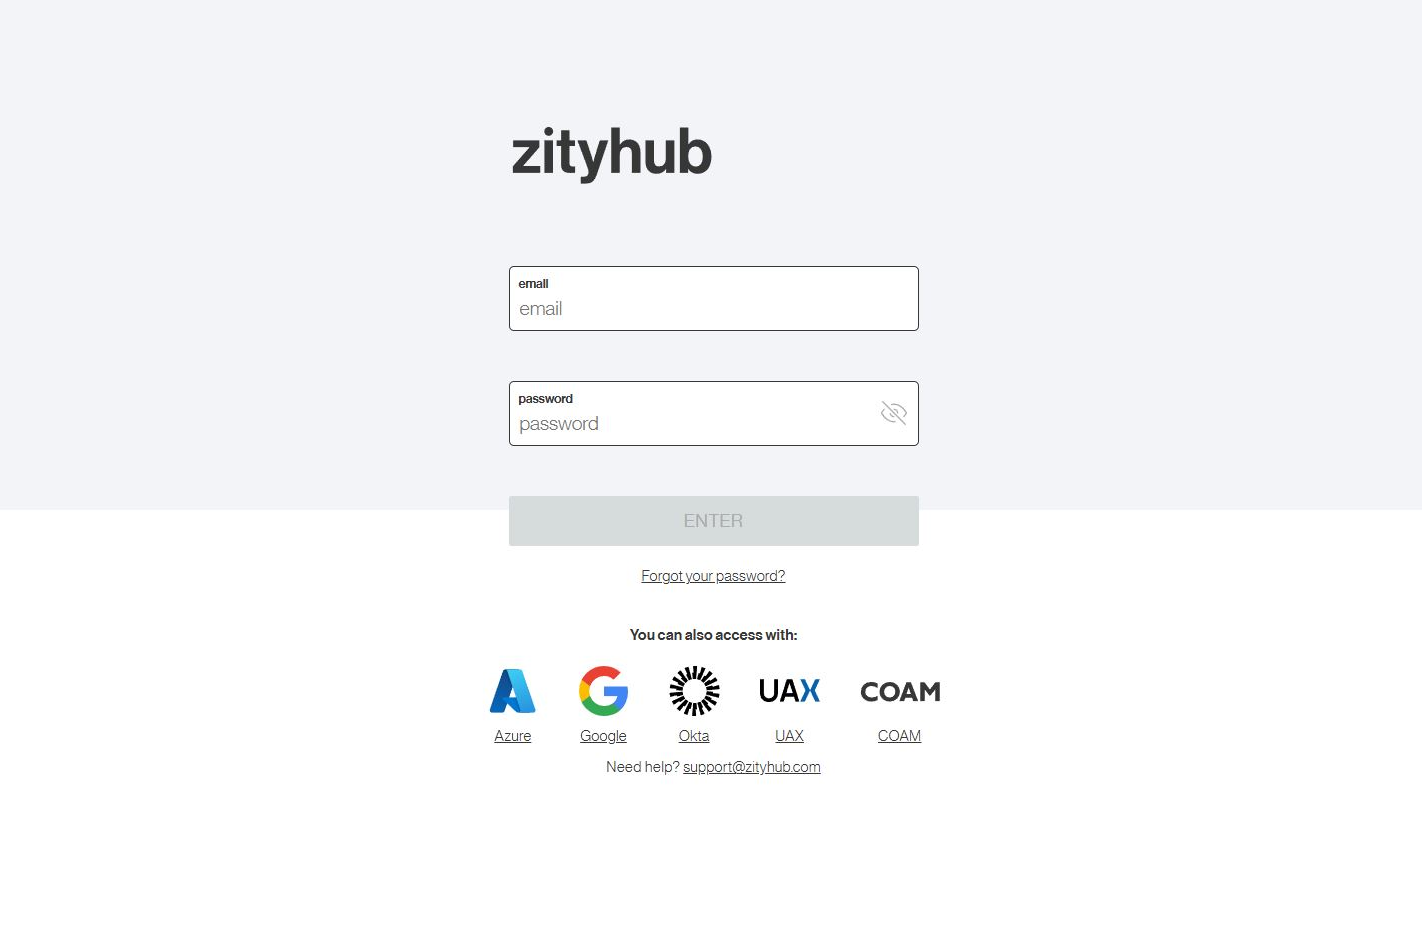 zityhub
email
email
password
password
ENTER
Forgot your password?
You can also access with:
UAX COAM
Azure Google Okta UAX COAM
Need help? support@zityhub.com